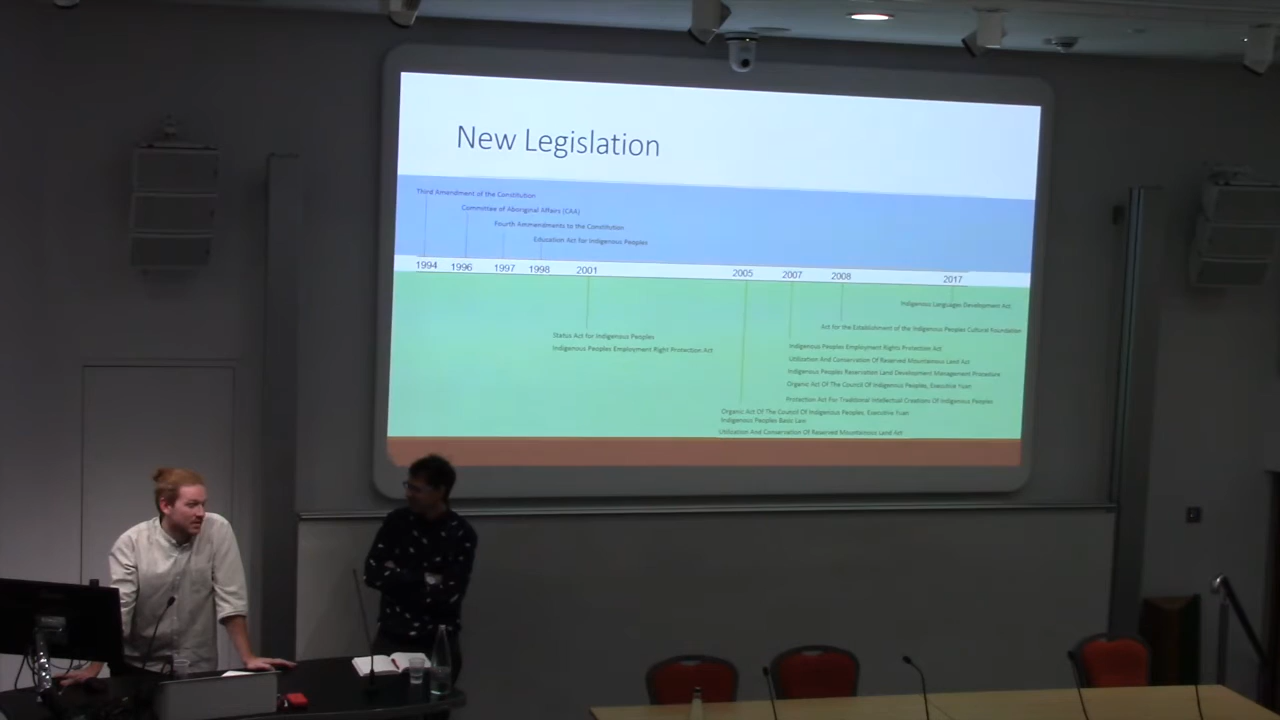 New Legislation
Third Amendment of the Constitution
Committee of Aboriginal Affairs (CAA)
Fourth Ammendments to the Constitution
Education Act for Indigenous Peoples
1994 1996 1997 1998 2001 2005 2007 2008 2017
Indigenous Languages Development Act
Act for the Establishment of the Indigenous Peoples Cultural Foundation
Status Act for Indigenous Peoples
Indigenous Peoples Employment Right Protection Act
Indigenous Peoples Employment Rights Protection Act
Utilization And Conservation Of Reserved Mountainous Land Act
Indigenous Peoples Reservation Land Development Management Procedure
Organic Act Of The Council Of Indigenous Peoples, Executive Yuan
Protection Act For Traditional Intellectual Creations Of Indigenous Peoples
Organic Act Of The Council Of Indigenous Peoples, Executive Yuan
Indigenous Peoples Basic Law
Utilization And Conservation Of Reserved Mountainous Land Act